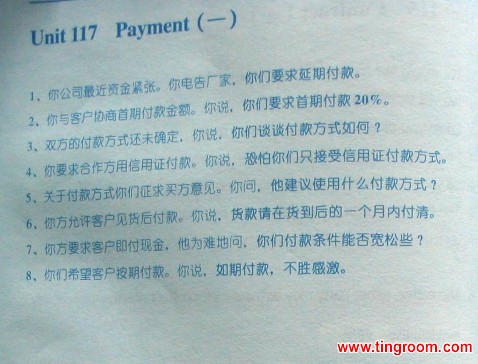 Unit 117 Payment (一)
1、你公司最近资金紧张。你电告厂家，你们要求延期付款。
2、你与客户协商首期付款金额。你说，你们要求首期付款 20%。
3、双方的付款方式还未确定，你说，你们谈谈付款方式如何？
4、你要求合作方用信用证付款。你说，恐怕你们只接受信用证付款方式。
5、关于付款方式你们征求买方意见。你问，他建议使用什么付款方式？
6、你方允许客户见货后付款。你说，货款请在货到后的一个月内付清。
7、你方要求客户即付现金，他为难地问，你们付款条件能否宽松些？
8、你们希望客户按期付款。你说，如期付款，不胜感激。
www.tingroom.com